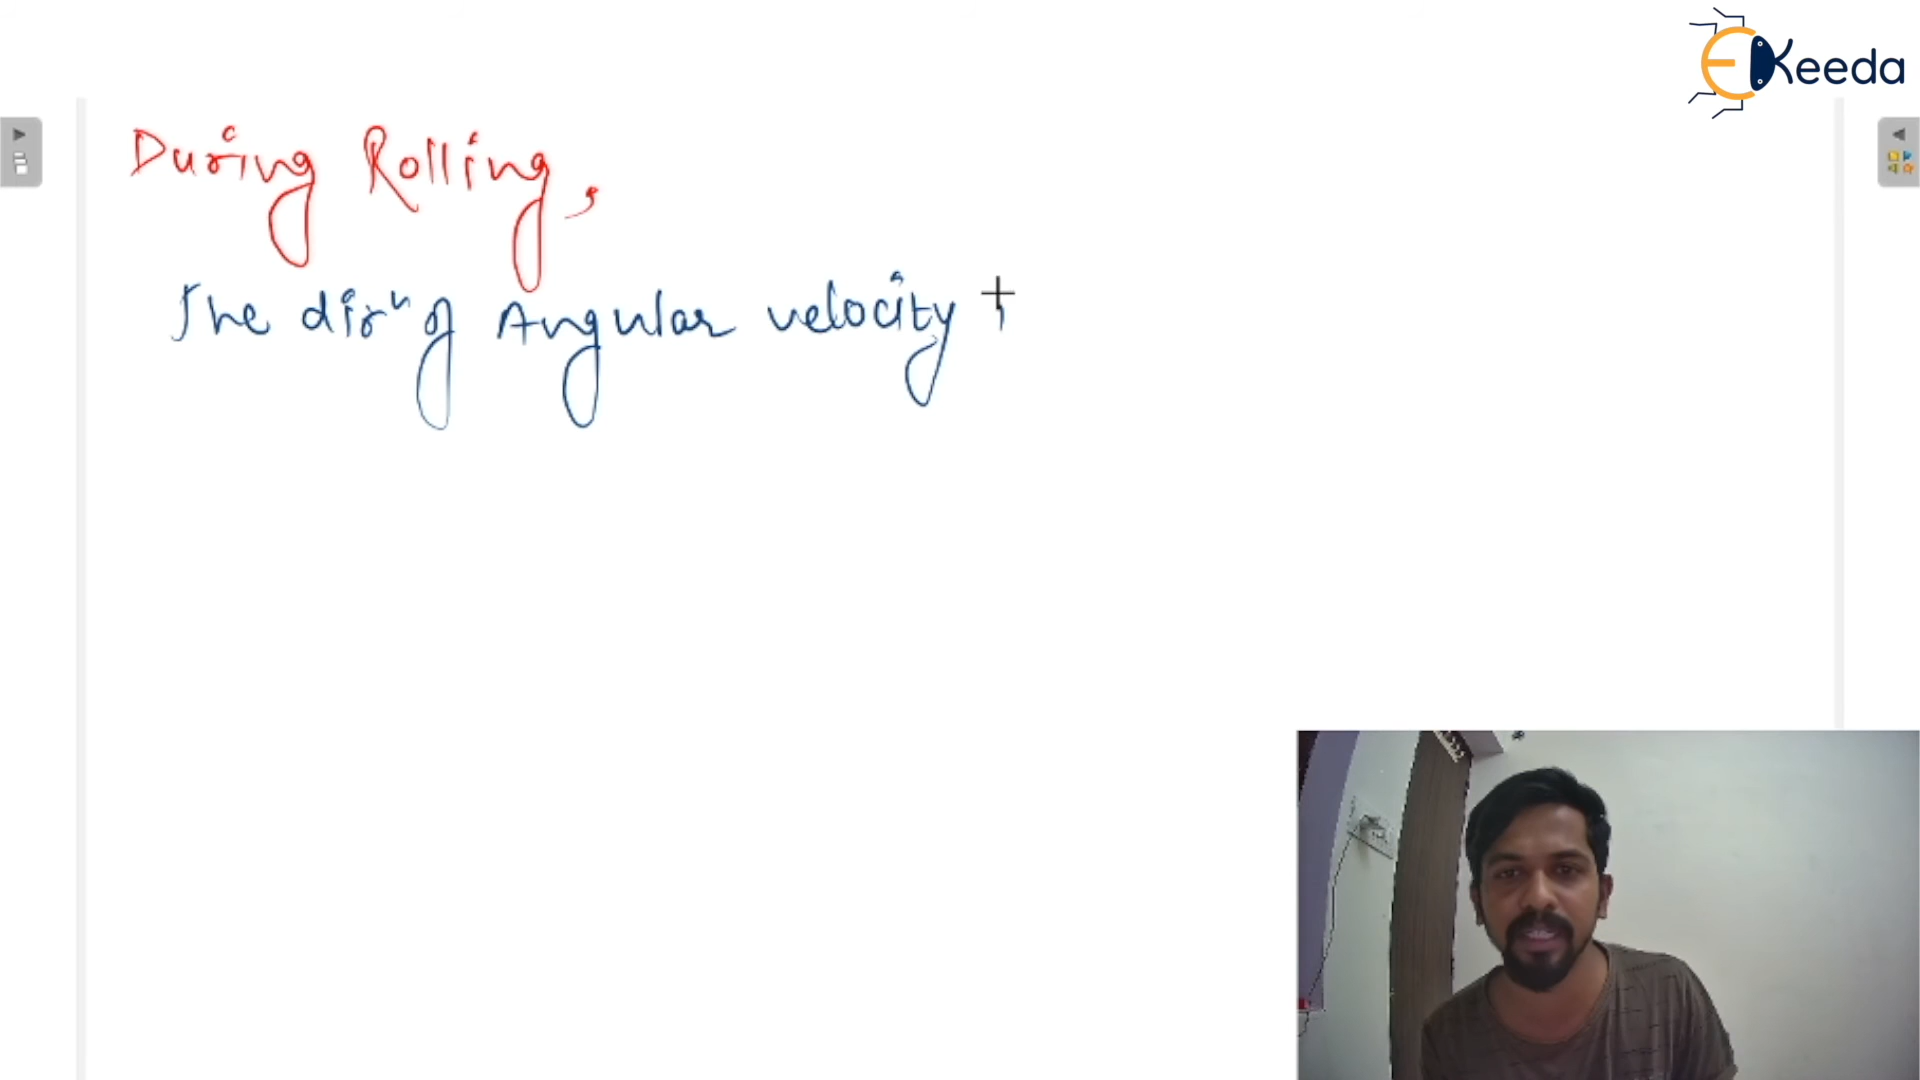 EKeeda
During Rolling,
The dirⁿ of Angular velocity